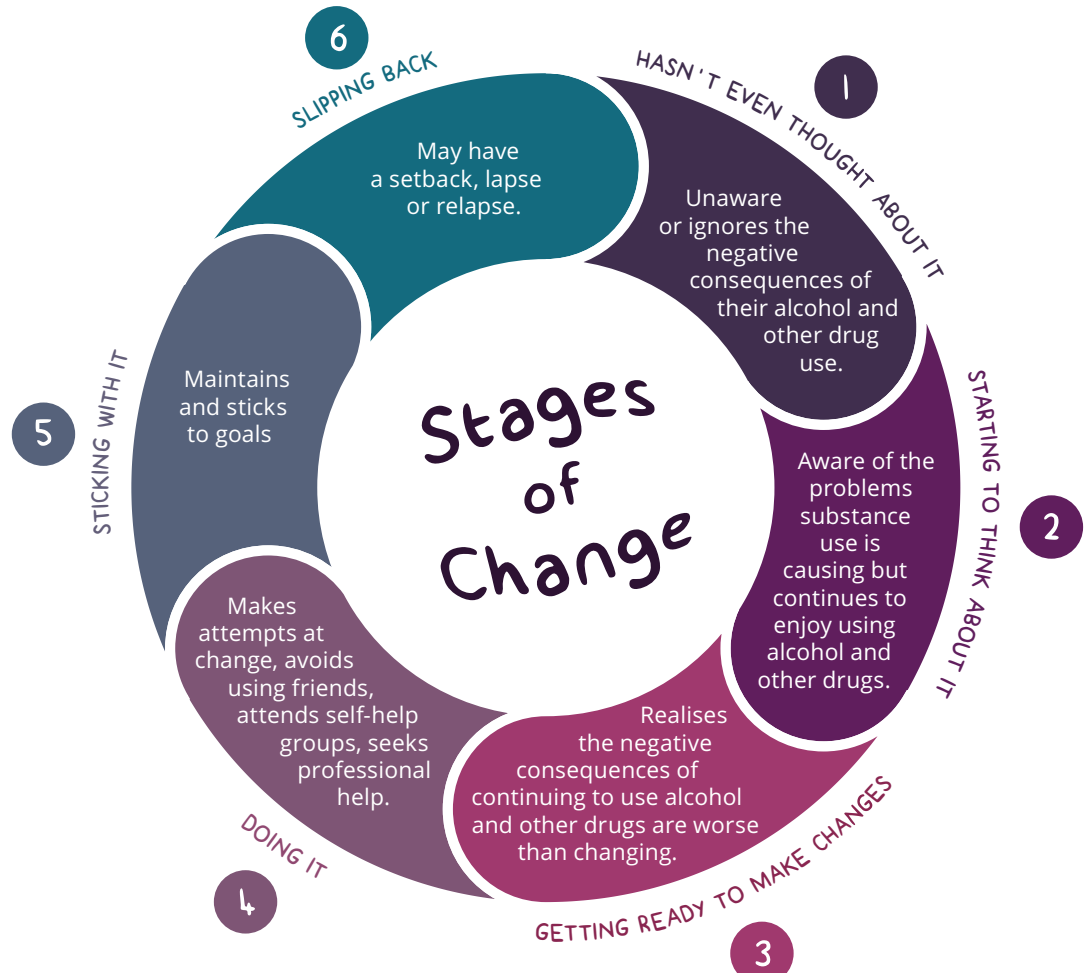 Stages
of
Change
1
HASN'T EVEN THOUGHT ABOUT IT
Unaware
or ignores the
negative
consequences of
their alcohol and
other drug
use.
2
STARTING TO THINK ABOUT IT
Aware of the
problems
substance
use is
causing but
continues to
enjoy using
alcohol and
other drugs.
3
GETTING READY TO MAKE CHANGES
Realises
the negative
consequences of
continuing to use alcohol
and other drugs are worse
than changing.
4
DOING IT
Makes
attempts at
change, avoids
using friends,
attends self-help
groups, seeks
professional
help.
5
STICKING WITH IT
Maintains
and sticks
to goals
6
SLIPPING BACK
May have
a setback, lapse
or relapse.